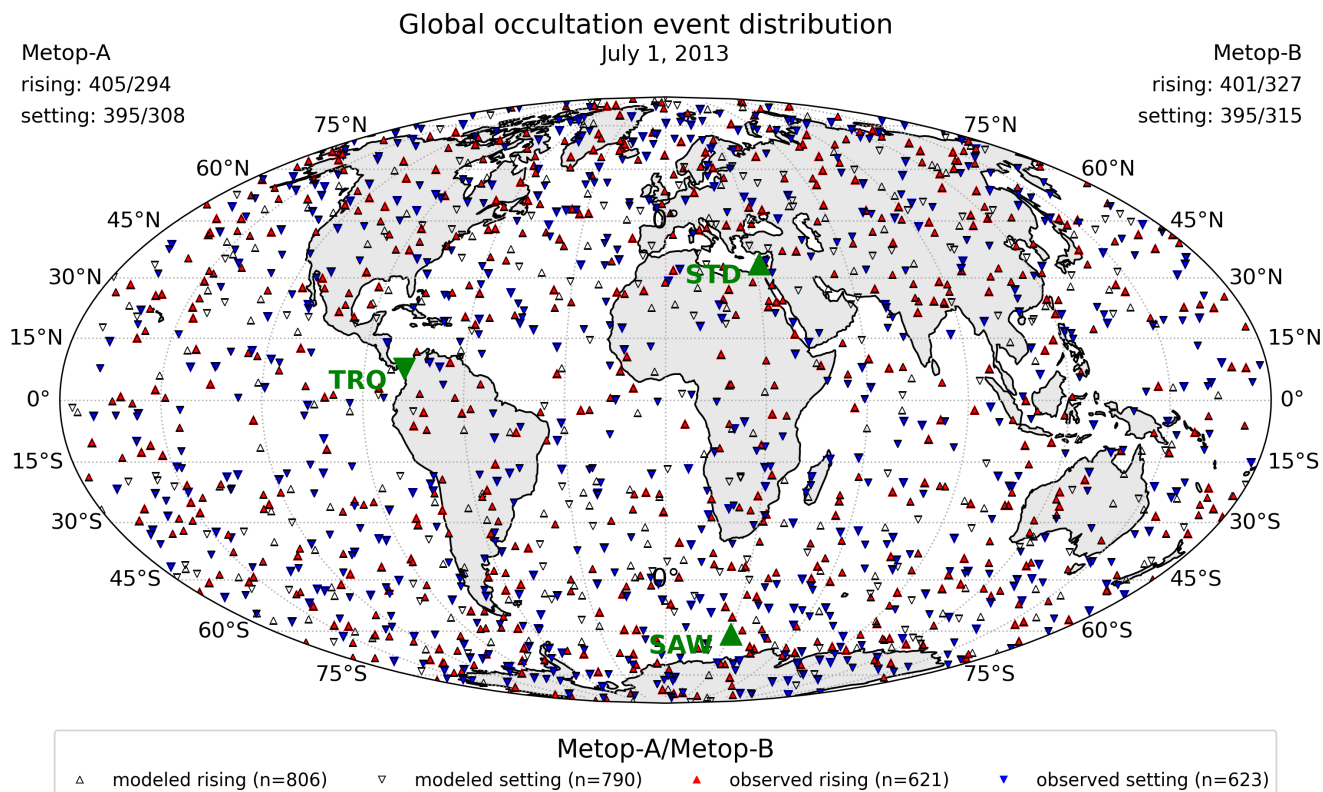 Global occultation event distribution
July 1, 2013
Metop-A
rising: 405/294
setting: 395/308
Metop-B
rising: 401/327
setting: 395/315
75°N 75°N
60°N 60°N
45°N 0° 45°N
30°N STD 30°N
15°N 15°N
TRO
0° 0°
15°S 15°S
30°S 30°S
45°S 0° 45°S
60°S SAW 60°S
75°S 75°S
Metop-A/Metop-B
modeled rising (n=806) modeled setting (n=790) observed rising (n=621) observed setting (n=623)